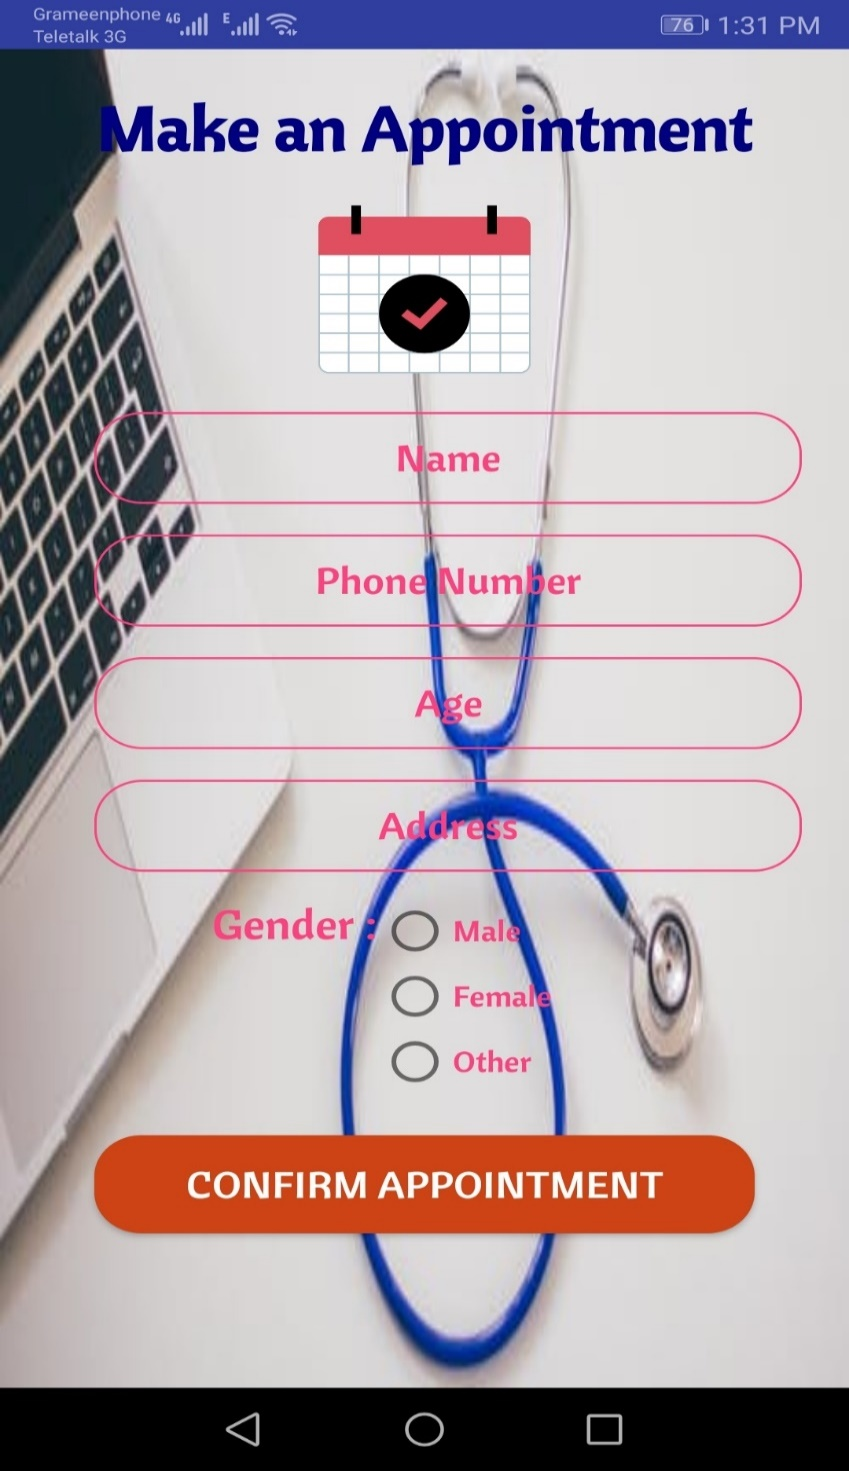 Grameenphone 4G E 76 1:31 PM
Teletalk 3G
Make an Appointment
Name
Phone Number
Age
Address
Gender : Male
Female
Other
CONFIRM APPOINTMENT